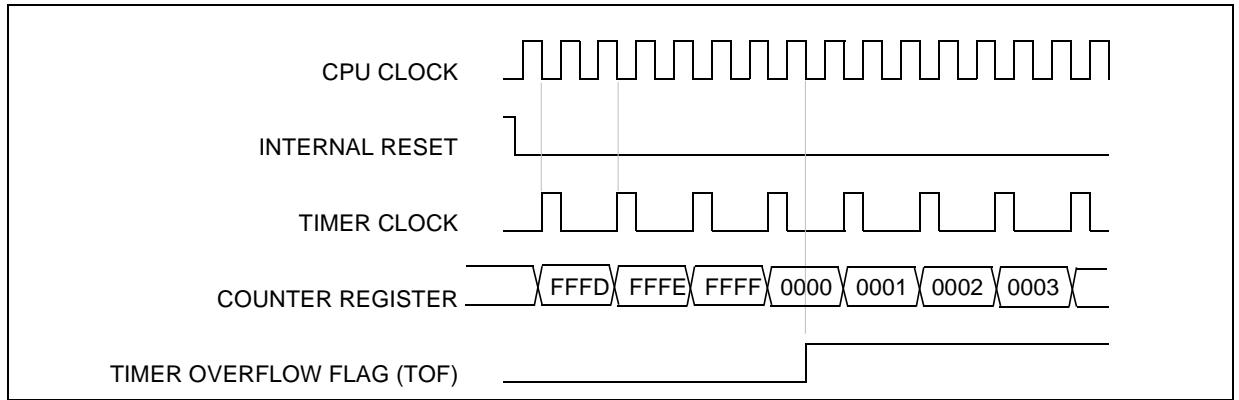 CPU CLOCK
INTERNAL RESET
TIMER CLOCK
COUNTER REGISTER
FFFD FFFE FFFF 0000 0001 0002 0003
TIMER OVERFLOW FLAG (TOF)